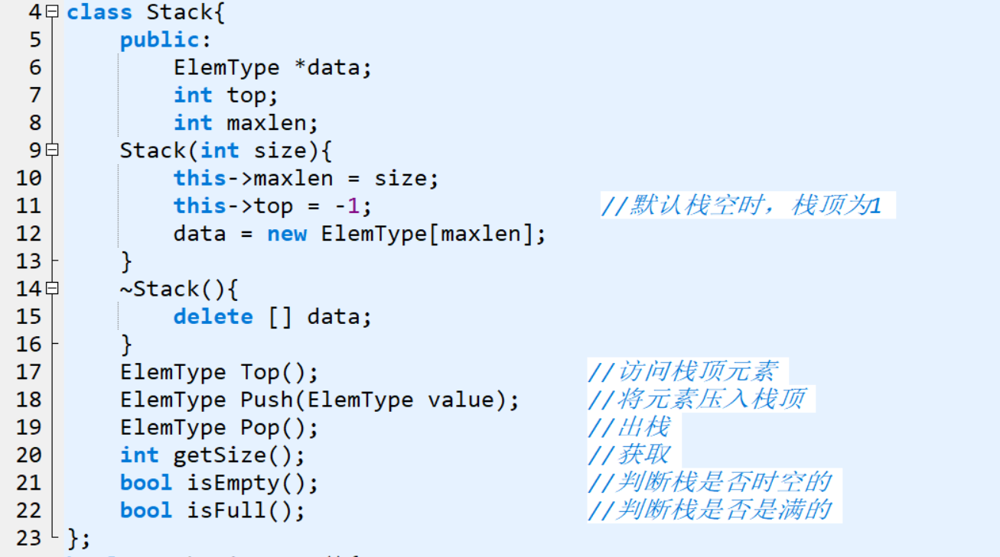 4 class Stack{
5 public:
6 ElemType *data;
7 int top;
8 int maxlen;
9 Stack(int size){
10 this->maxlen = size;
11 this->top = -1; //默认栈空时，栈顶为1
12 data = new ElemType[maxlen];
13 }
14 ~Stack(){
15 delete [] data;
16 }
17 ElemType Top(); //访问栈顶元素
18 ElemType Push(ElemType value); //将元素压入栈顶
19 ElemType Pop(); //出栈
20 int getSize(); //获取
21 bool isEmpty(); //判断栈是否时空的
22 bool isFull(); //判断栈是否是满的
23 };